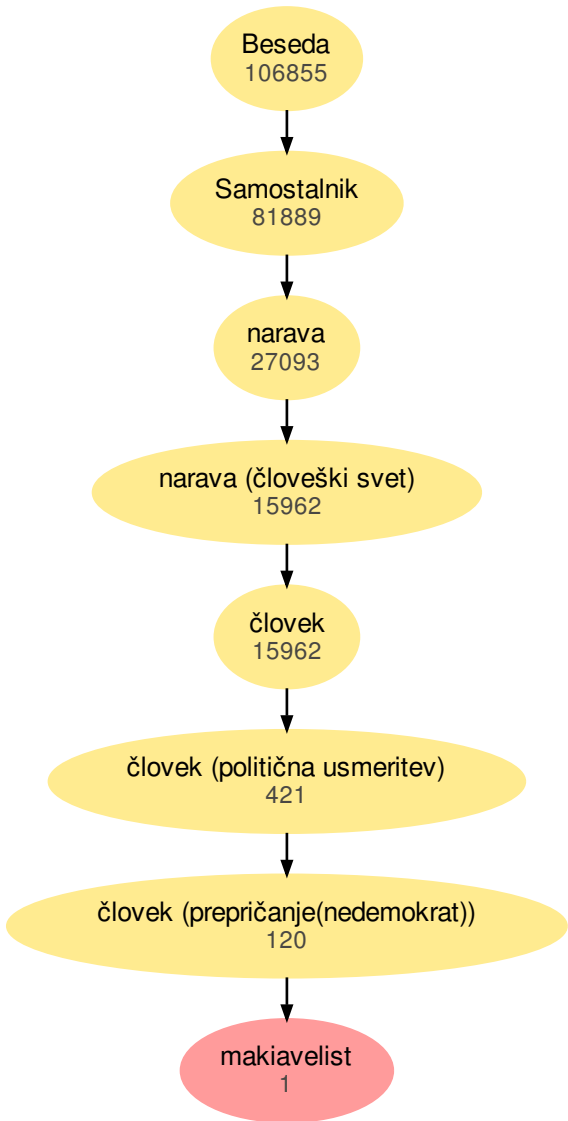 Beseda
106855
Samostalnik
81889
narava
27093
narava (človeški svet)
15962
človek
15962
človek (politična usmeritev)
421
človek (prepričanje(nedemokrat))
120
makiavelist
1